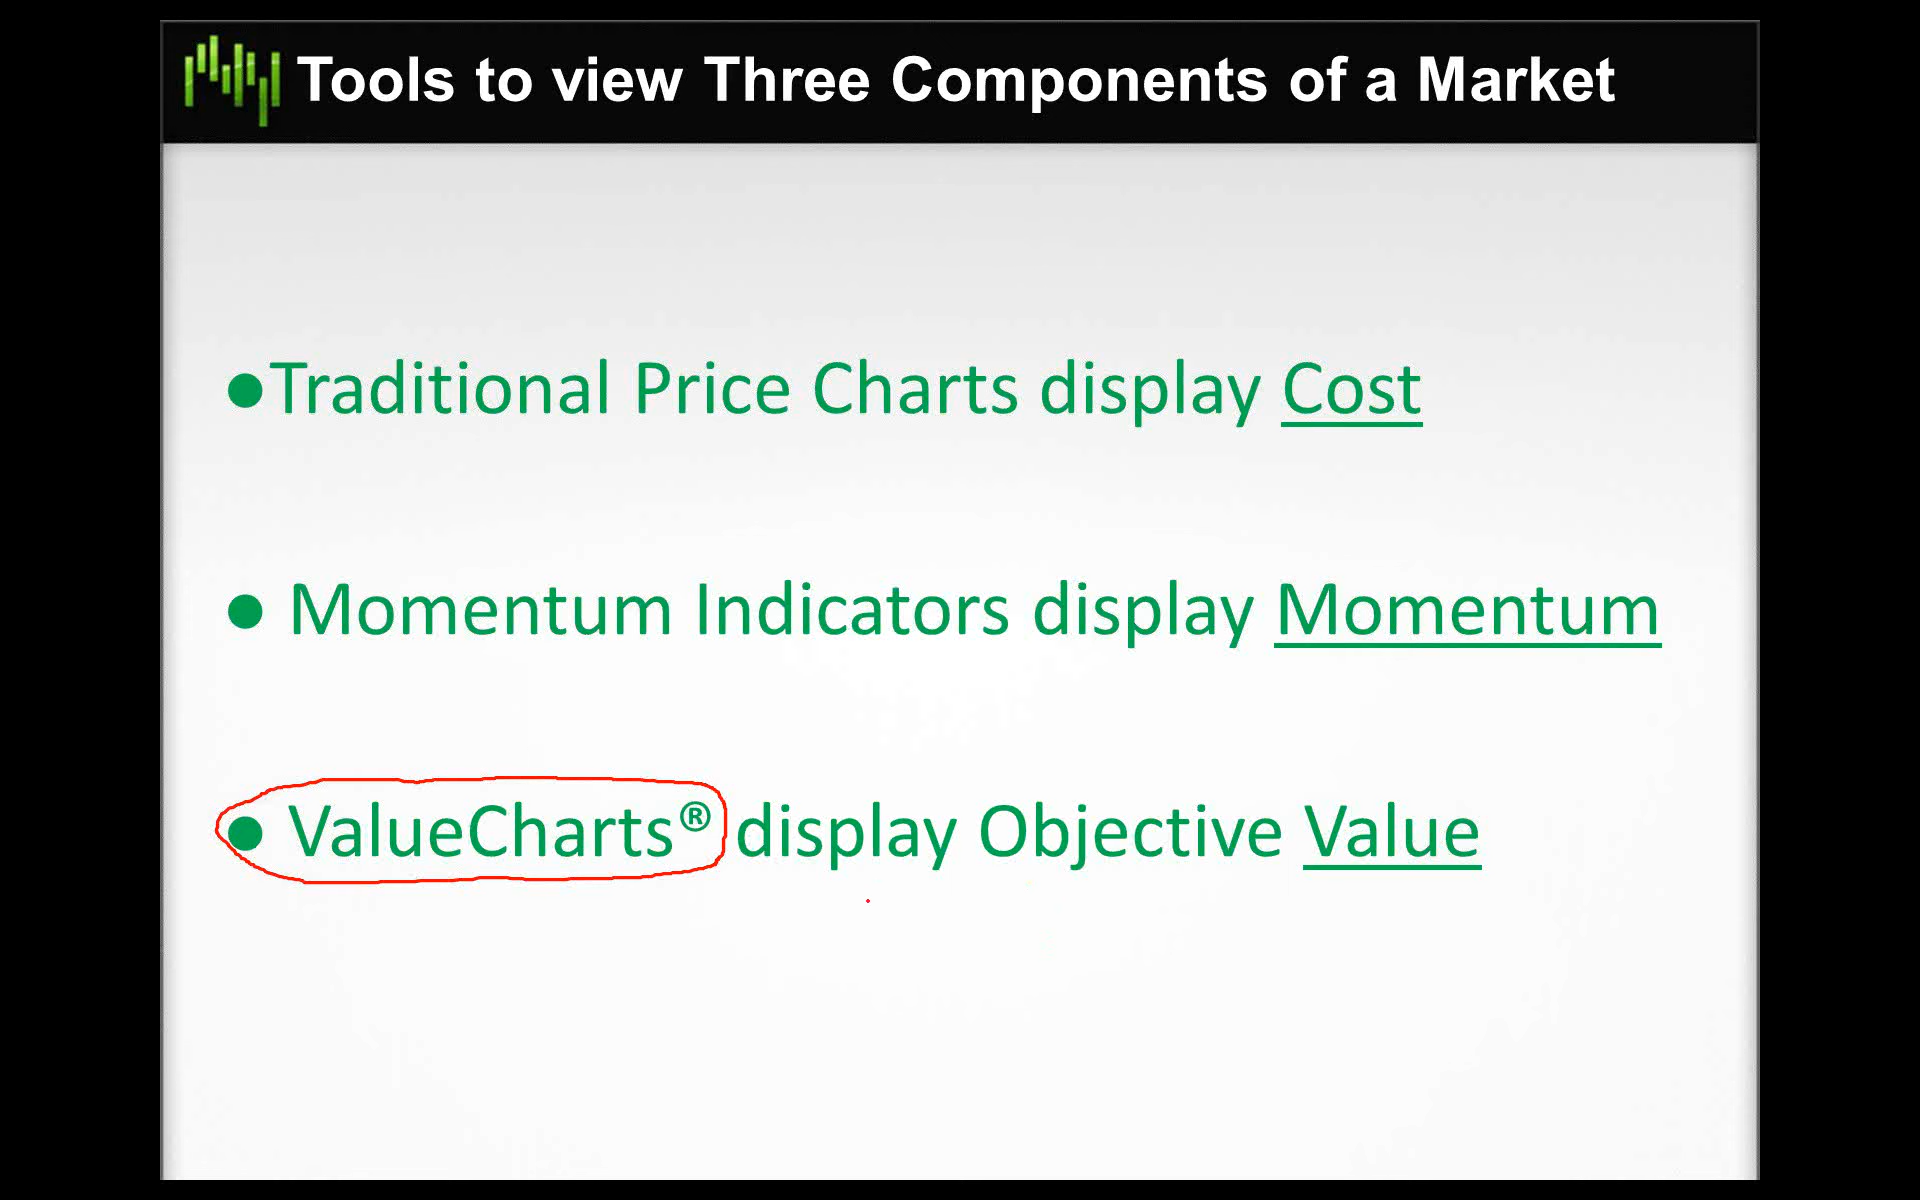 Tools to view Three Components of a Market
●Traditional Price Charts display Cost
● Momentum Indicators display Momentum
● ValueCharts® display Objective Value